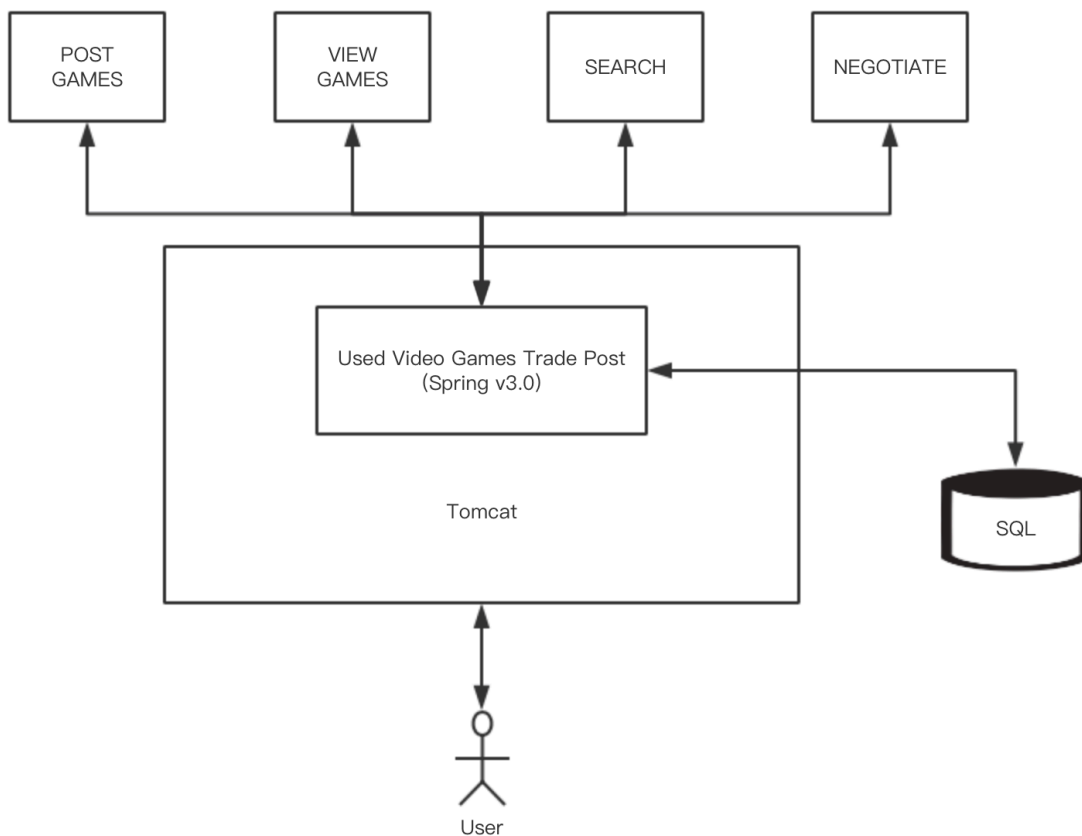 POST
GAMES
VIEW
GAMES
SEARCH
NEGOTIATE
Used Video Games Trade Post
(Spring v3.0)
Tomcat
SQL
User